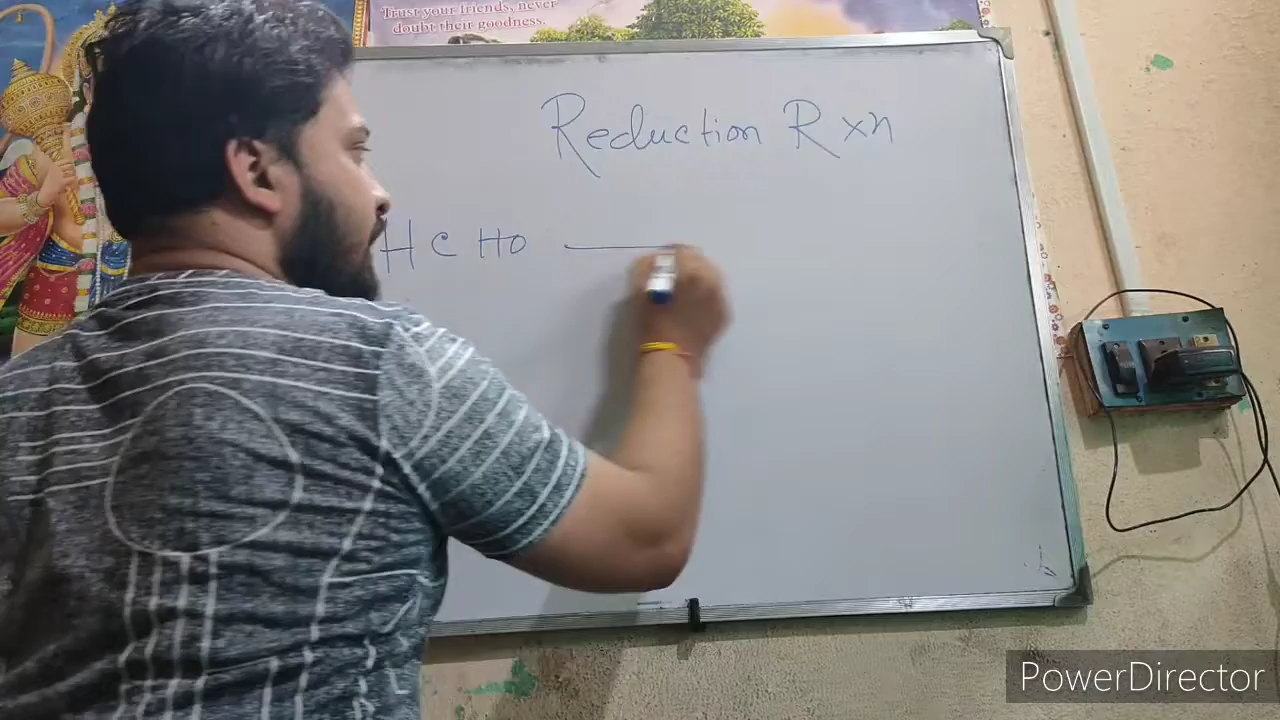 Trust your friends, never
doubt their goodness.
Reduction Rxn
HCHO
PowerDirector